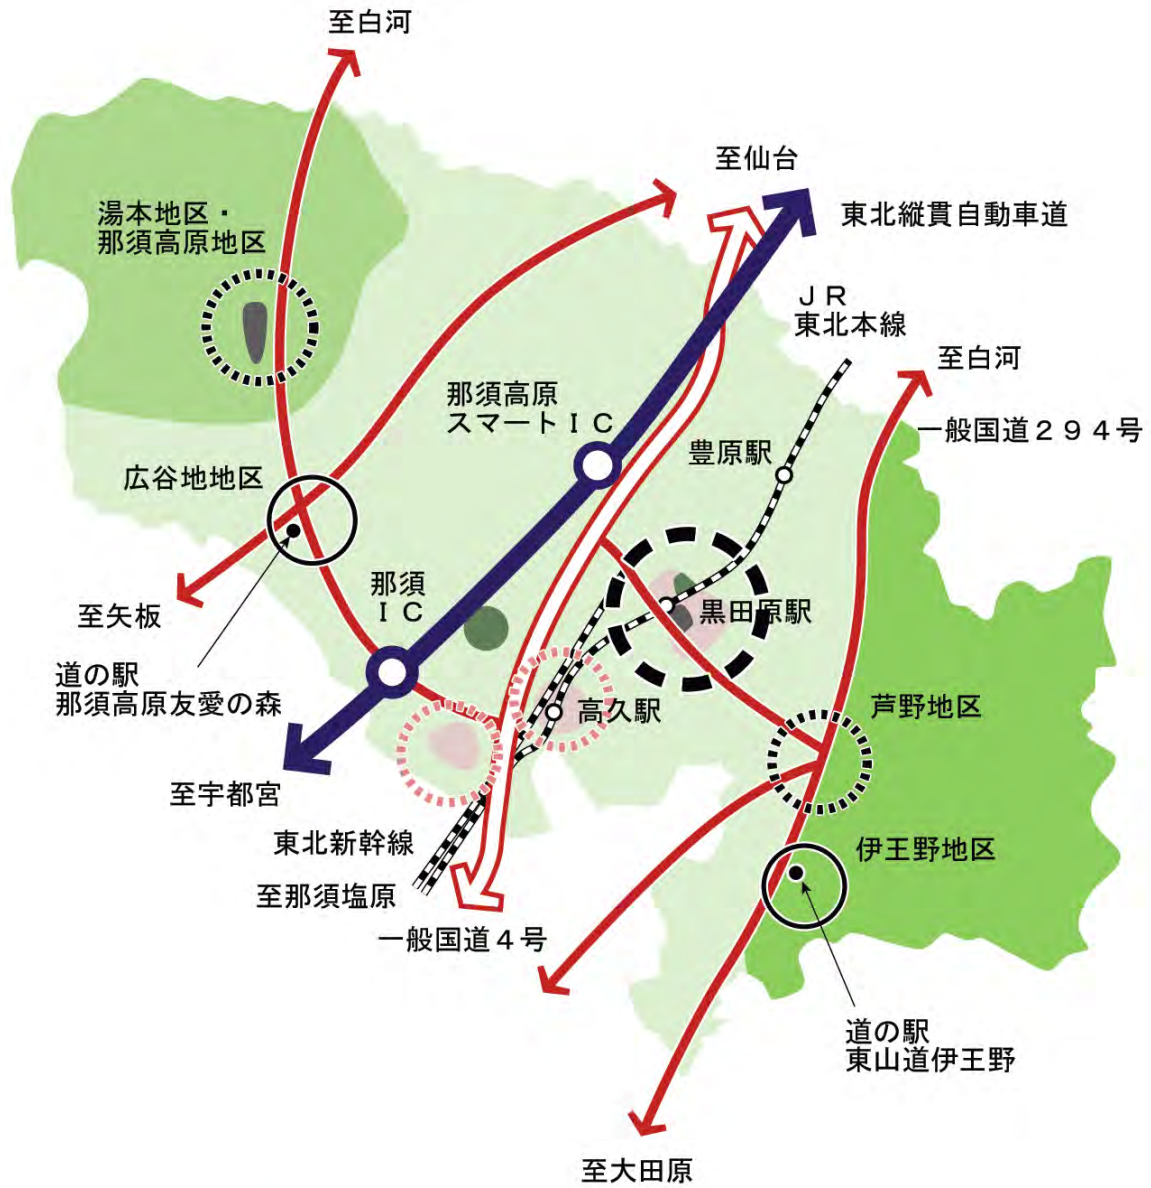 至白河
至仙台
東北縦貫自動車道
湯本地区・
那須高原地区
ＪＲ
東北本線
至白河
一般国道２９４号
那須高原
スマートＩＣ
豊原駅
広谷地地区
那須
ＩＣ
黒田原駅
至矢板
道の駅
那須高原友愛の森
高久駅
芦野地区
至宇都宮
東北新幹線
伊王野地区
至那須塩原
一般国道４号
道の駅
東山道伊王野
至大田原